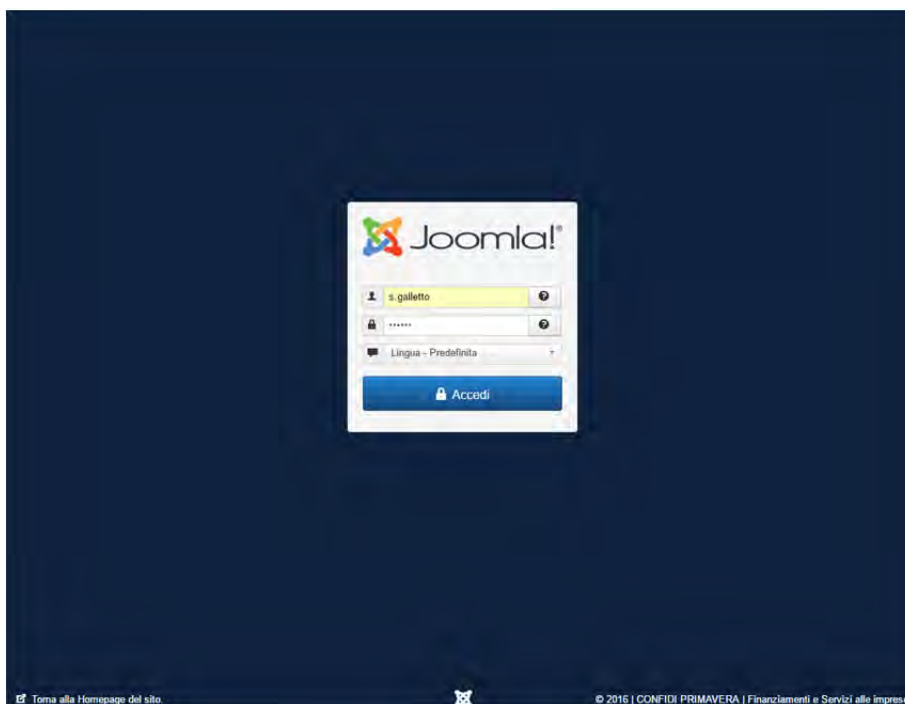 Joomla!®
s.galletto
••••••
Lingua - Predefinita
Accedi
Torna alla Homepage del sito.
© 2016 | CONFIDI PRIMAVERA | Finanziamenti e Servizi alle imprese